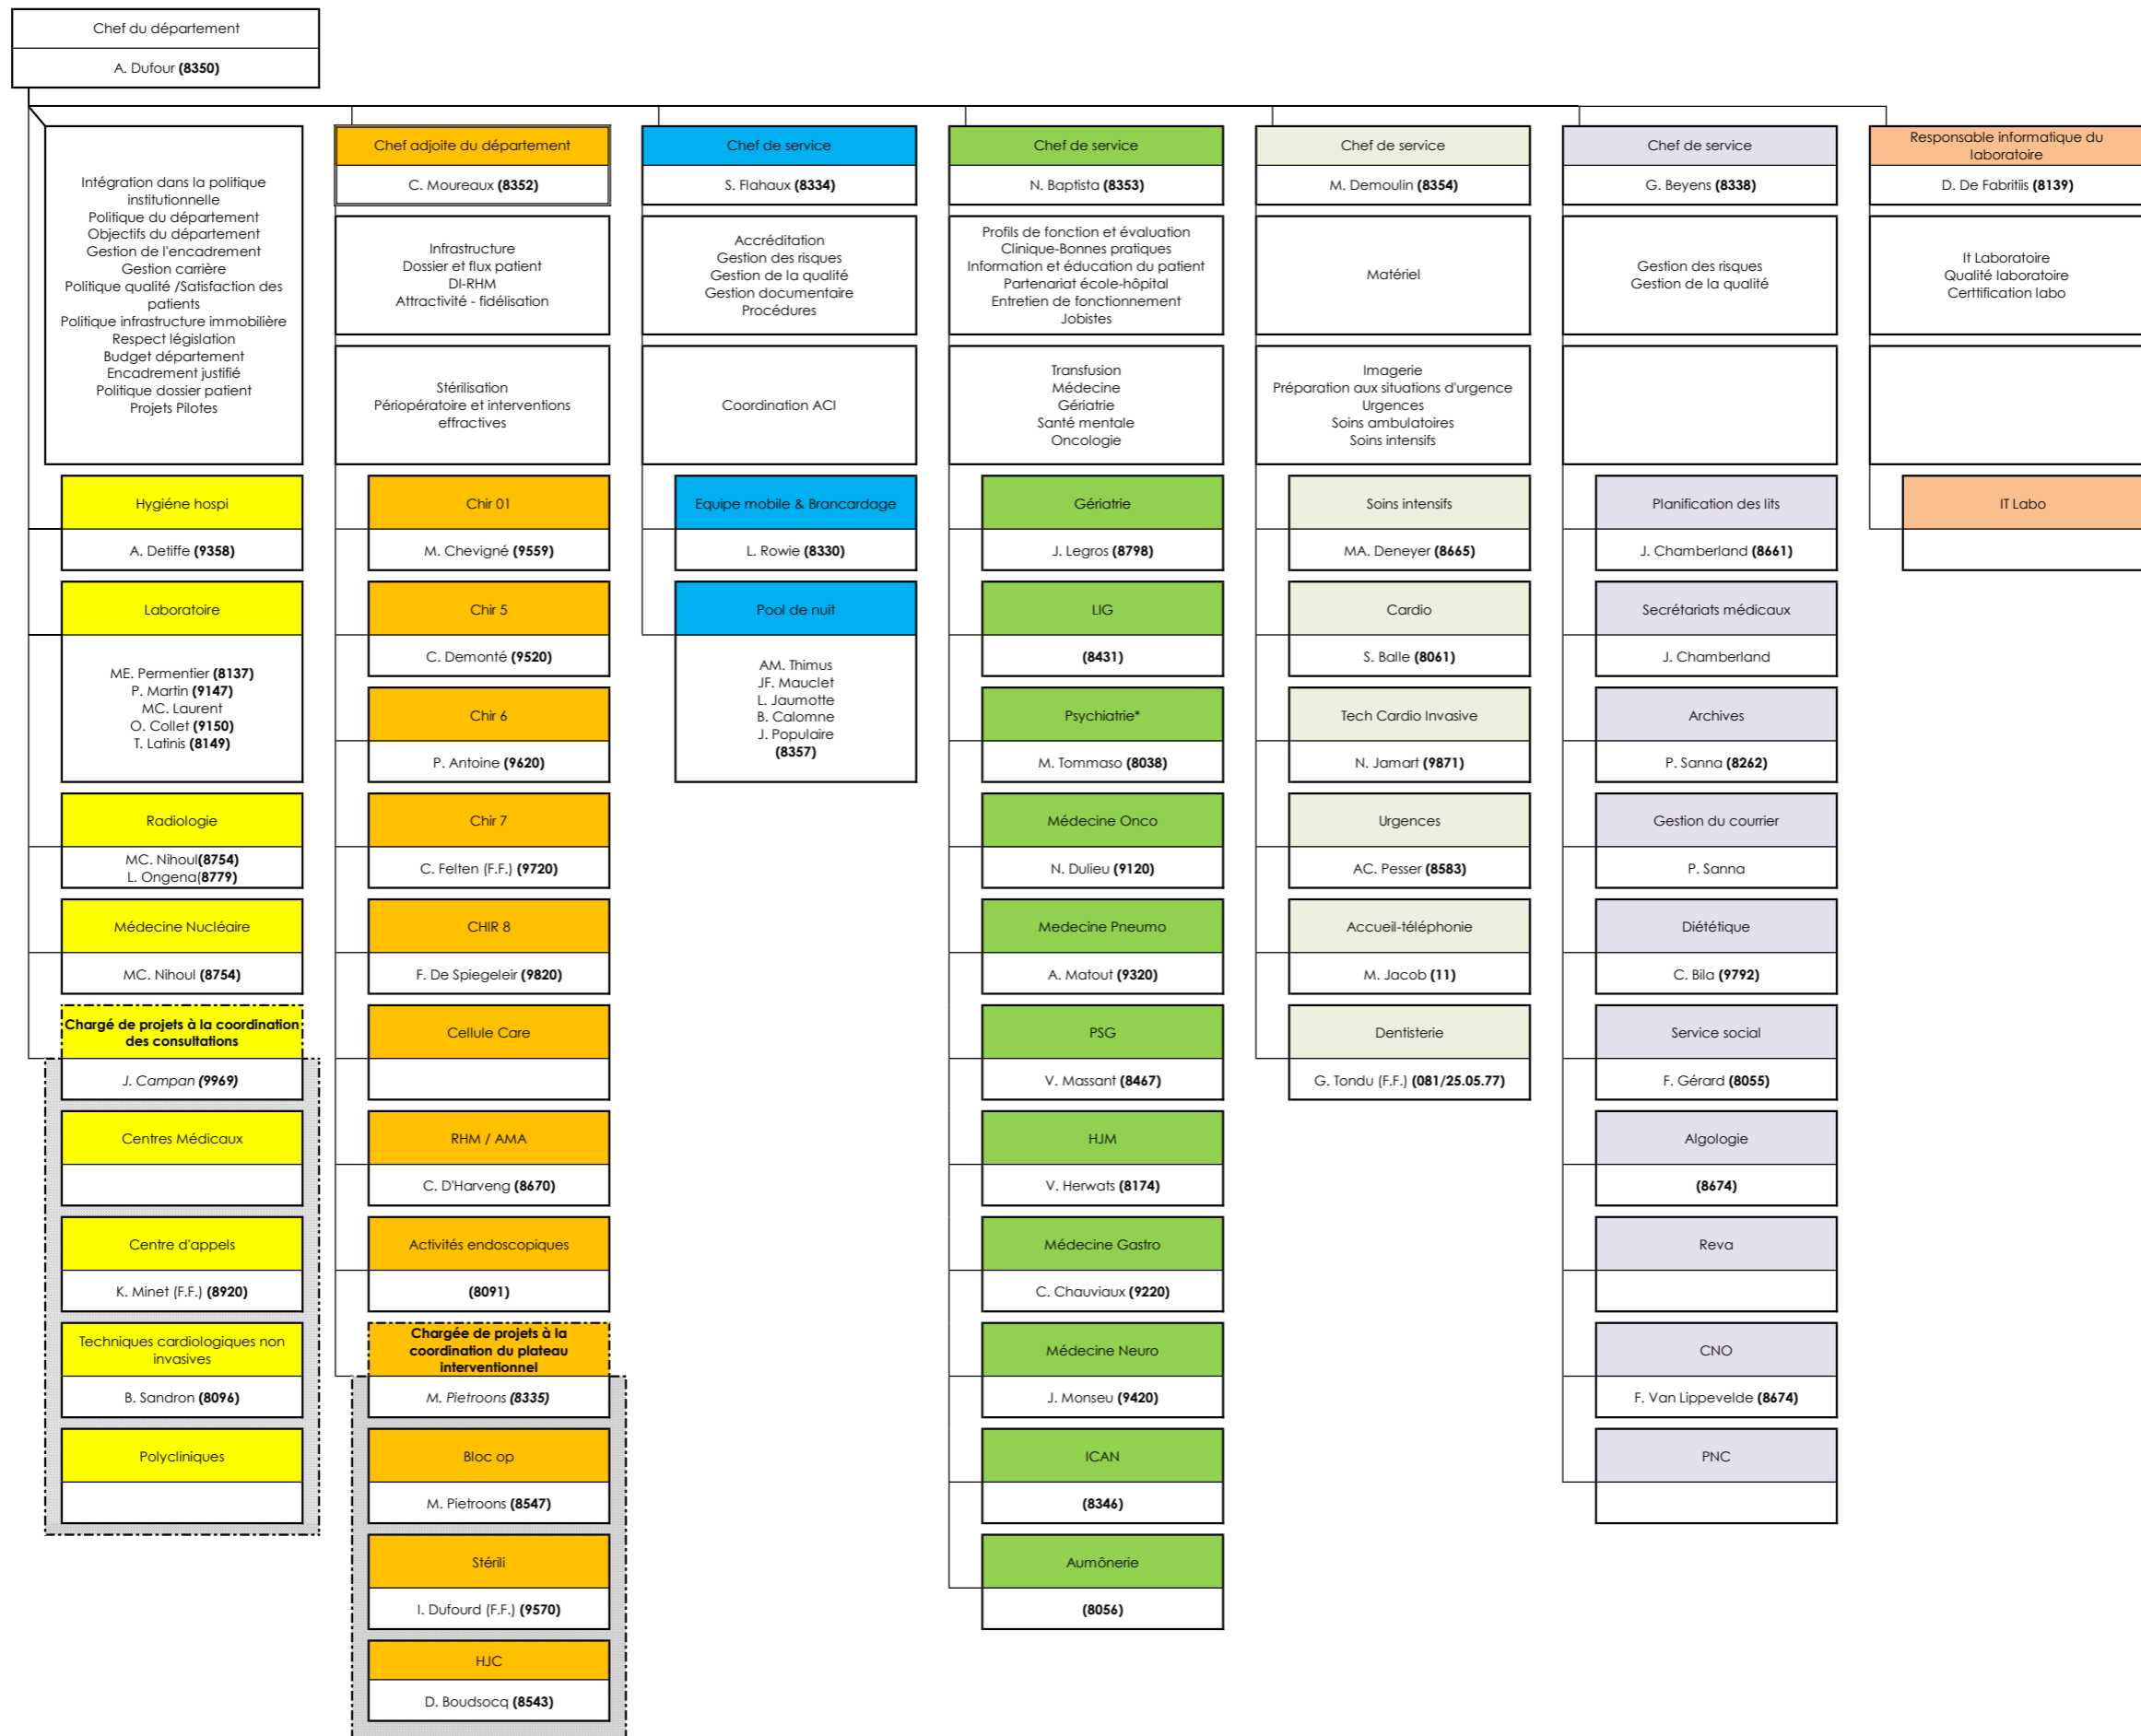 Chef du département
A. Dufour (8350)
Intégration dans la politique
institutionnelle
Politique du département
Objectifs du département
Gestion de l'encadrement
Gestion carrière
Politique qualité /Satisfaction des
patients
Politique infrastructure immobilière
Respect législation
Budget département
Encadrement justifié
Politique dossier patient
Projets Pilotes
Hygiéne hospi
A. Detiffe (9358)
Laboratoire
ME. Permentier (8137)
P. Martin (9147)
MC. Laurent
O. Collet (9150)
T. Latinis (8149)
Radiologie
MC. Nihoul(8754)
L. Ongena(8779)
Médecine Nucléaire
MC. Nihoul (8754)
Chargé de projets à la coordination
des consultations
J. Campan (9969)
Centres Médicaux
Centre d'appels
K. Minet (F.F.) (8920)
Techniques cardiologiques non
invasives
B. Sandron (8096)
Polycliniques
Chef adjoite du département
C. Moureaux (8352)
Infrastructure
Dossier et flux patient
DI-RHM
Attractivité - fidélisation
Stérilisation
Périopératoire et interventions
effractives
Chir 01
M. Chevigné (9559)
Chir 5
C. Demonté (9520)
Chir 6
P. Antoine (9620)
Chir 7
C. Felten (F.F.) (9720)
CHIR 8
F. De Spiegeleir (9820)
Cellule Care
RHM / AMA
C. D'Harveng (8670)
Activités endoscopiques
(8091)
Chargée de projets à la
coordination du plateau
interventionnel
M. Pietroons (8335)
Bloc op
M. Pietroons (8547)
Stérili
I. Dufourd (F.F.) (9570)
HJC
D. Boudsocq (8543)
Chef de service
S. Flahaux (8334)
Accréditation
Gestion des risques
Gestion de la qualité
Gestion documentaire
Procédures
Coordination ACI
Equipe mobile & Brancardage
L. Rowie (8330)
Pool de nuit
AM. Thimus
JF. Mauclet
L. Jaumotte
B. Calomne
J. Populaire
(8357)
Chef de service
N. Baptista (8353)
Profils de fonction et évaluation
Clinique-Bonnes pratiques
Information et éducation du patient
Partenariat école-hôpital
Entretien de fonctionnement
Jobistes
Transfusion
Médecine
Gériatrie
Santé mentale
Oncologie
Gériatrie
J. Legros (8798)
LIG
(8431)
Psychiatrie*
M. Tommaso (8038)
Médecine Onco
N. Dulieu (9120)
Medecine Pneumo
A. Matout (9320)
PSG
V. Massant (8467)
HJM
V. Herwats (8174)
Médecine Gastro
C. Chauviaux (9220)
Médecine Neuro
J. Monseu (9420)
ICAN
(8346)
Aumônerie
(8056)
Chef de service
M. Demoulin (8354)
Matériel
Imagerie
Préparation aux situations d'urgence
Urgences
Soins ambulatoires
Soins intensifs
Soins intensifs
MA. Deneyer (8665)
Cardio
S. Balle (8061)
Tech Cardio Invasive
N. Jamart (9871)
Urgences
AC. Pesser (8583)
Accueil-téléphonie
M. Jacob (11)
Dentisterie
G. Tondu (F.F.) (081/25.05.77)
Chef de service
G. Beyens (8338)
Gestion des risques
Gestion de la qualité
Planification des lits
J. Chamberland (8661)
Secrétariats médicaux
J. Chamberland
Archives
P. Sanna (8262)
Gestion du courrier
P. Sanna
Diététique
C. Bila (9792)
Service social
F. Gérard (8055)
Algologie
(8674)
Reva
CNO
F. Van Lippevelde (8674)
PNC
Responsable informatique du
laboratoire
D. De Fabritiis (8139)
It Laboratoire
Qualité laboratoire
Certtification labo
IT Labo